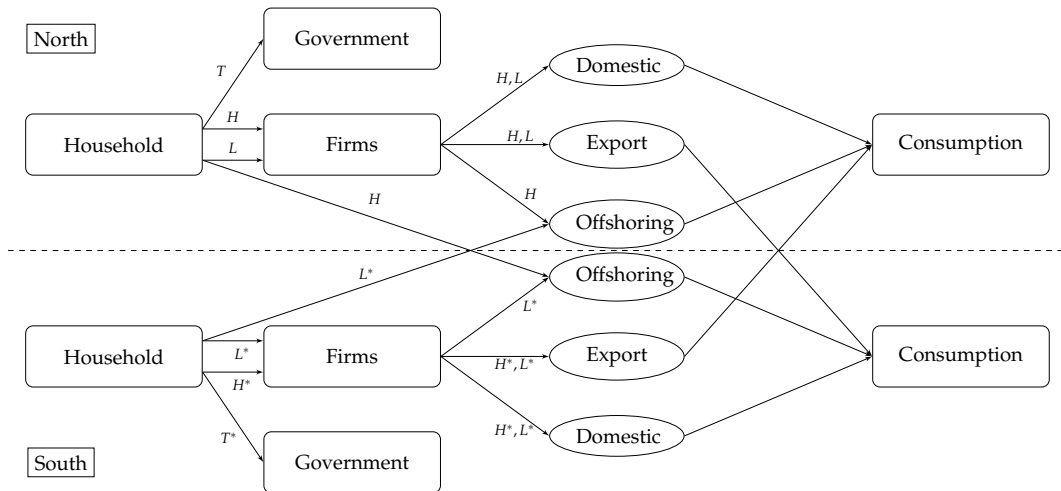 North
Government
T
Household
H
L
Firms
H, L
H, L
H
H
Domestic
Export
Offshoring
Consumption
L*
Offshoring
L*
Household
L*
H*
Firms
H*, L*
H*, L*
Export
Domestic
Consumption
T*
Government
South